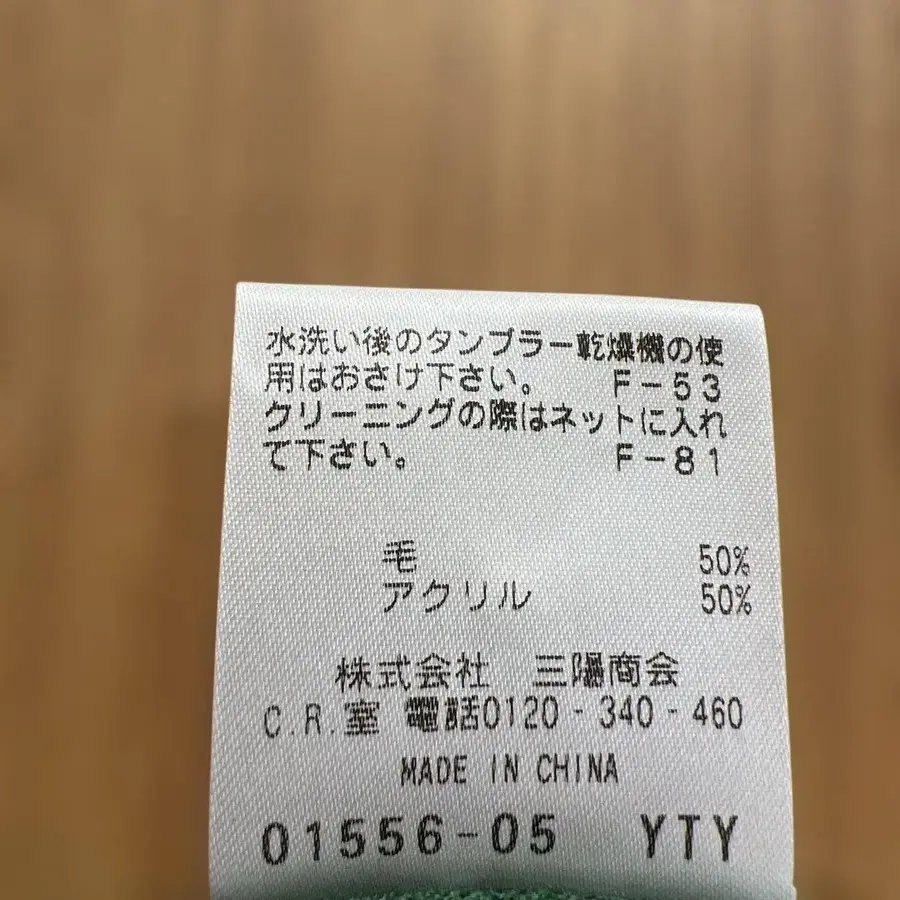 水洗い後のタンブラー乾燥機の使
用はおさけ下さい。 F-53
クリーニングの際はネットに入れ
て下さい。 F-81
毛 50%
アクリル 50%
株式会社 三陽商会
C.R.室 電話0120-340-460
MADE IN CHINA
01556-05 YTY